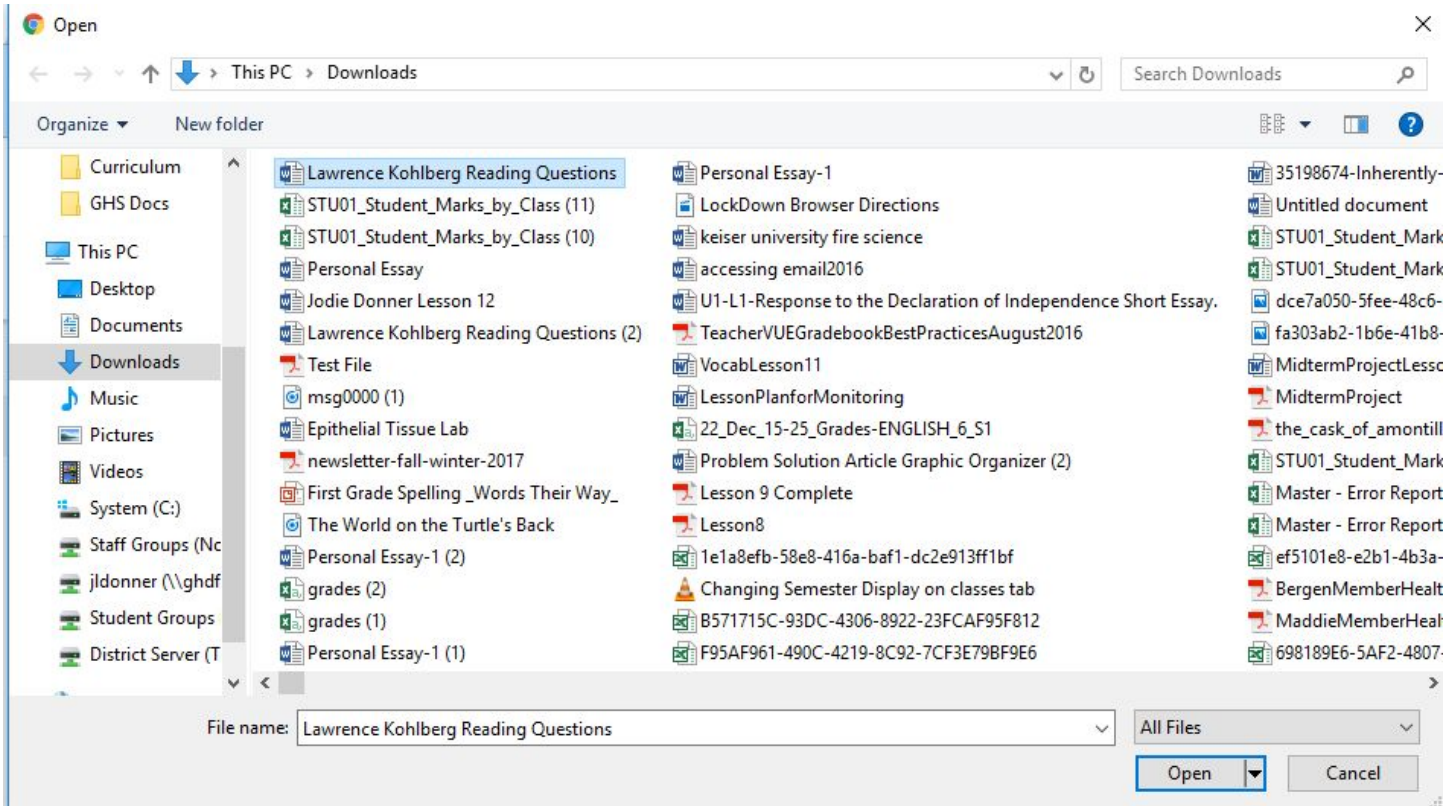 Open
This PC > Downloads
Search Downloads
Organize
New folder
Curriculum
GHS Docs
This PC
Desktop
Documents
Downloads
Music
Pictures
Videos
System (C:)
Staff Groups (Nc
jldonner (\\ghdf
Student Groups
District Server (T
Lawrence Kohlberg Reading Questions
STU01_Student_Marks_by_Class (11)
STU01_Student_Marks_by_Class (10)
Personal Essay
Jodie Donner Lesson 12
Lawrence Kohlberg Reading Questions (2)
Test File
msg0000 (1)
Epithelial Tissue Lab
newsletter-fall-winter-2017
First Grade Spelling _Words Their Way_
The World on the Turtle's Back
Personal Essay-1 (2)
grades (2)
grades (1)
Personal Essay-1 (1)
Personal Essay-1
LockDown Browser Directions
keiser university fire science
accessing email2016
U1-L1-Response to the Declaration of Independence Short Essay.
TeacherVUEGradebookBestPracticesAugust2016
VocabLesson11
LessonPlanforMonitoring
22_Dec_15-25_Grades-ENGLISH_6_S1
Problem Solution Article Graphic Organizer (2)
Lesson 9 Complete
Lesson8
1e1a8efb-58e8-416a-baf1-dc2e913ff1bf
Changing Semester Display on classes tab
B571715C-93DC-4306-8922-23FCAF95F812
F95AF961-490C-4219-8C92-7CF3E79BF9E6
35198674-Inherently-
Untitled document
STU01_Student_Mark
STU01_Student_Mark
dce7a050-5fee-48c6-
fa303ab2-1b6e-41b8-
MidtermProjectLesso
MidtermProject
the_cask_of_amontill
STU01_Student_Mark
Master - Error Report
Master - Error Report
ef5101e8-e2b1-4b3a-
BergenMemberHealt
MaddieMemberHeal
698189E6-5AF2-4807-
File name: Lawrence Kohlberg Reading Questions
All Files
Open
Cancel